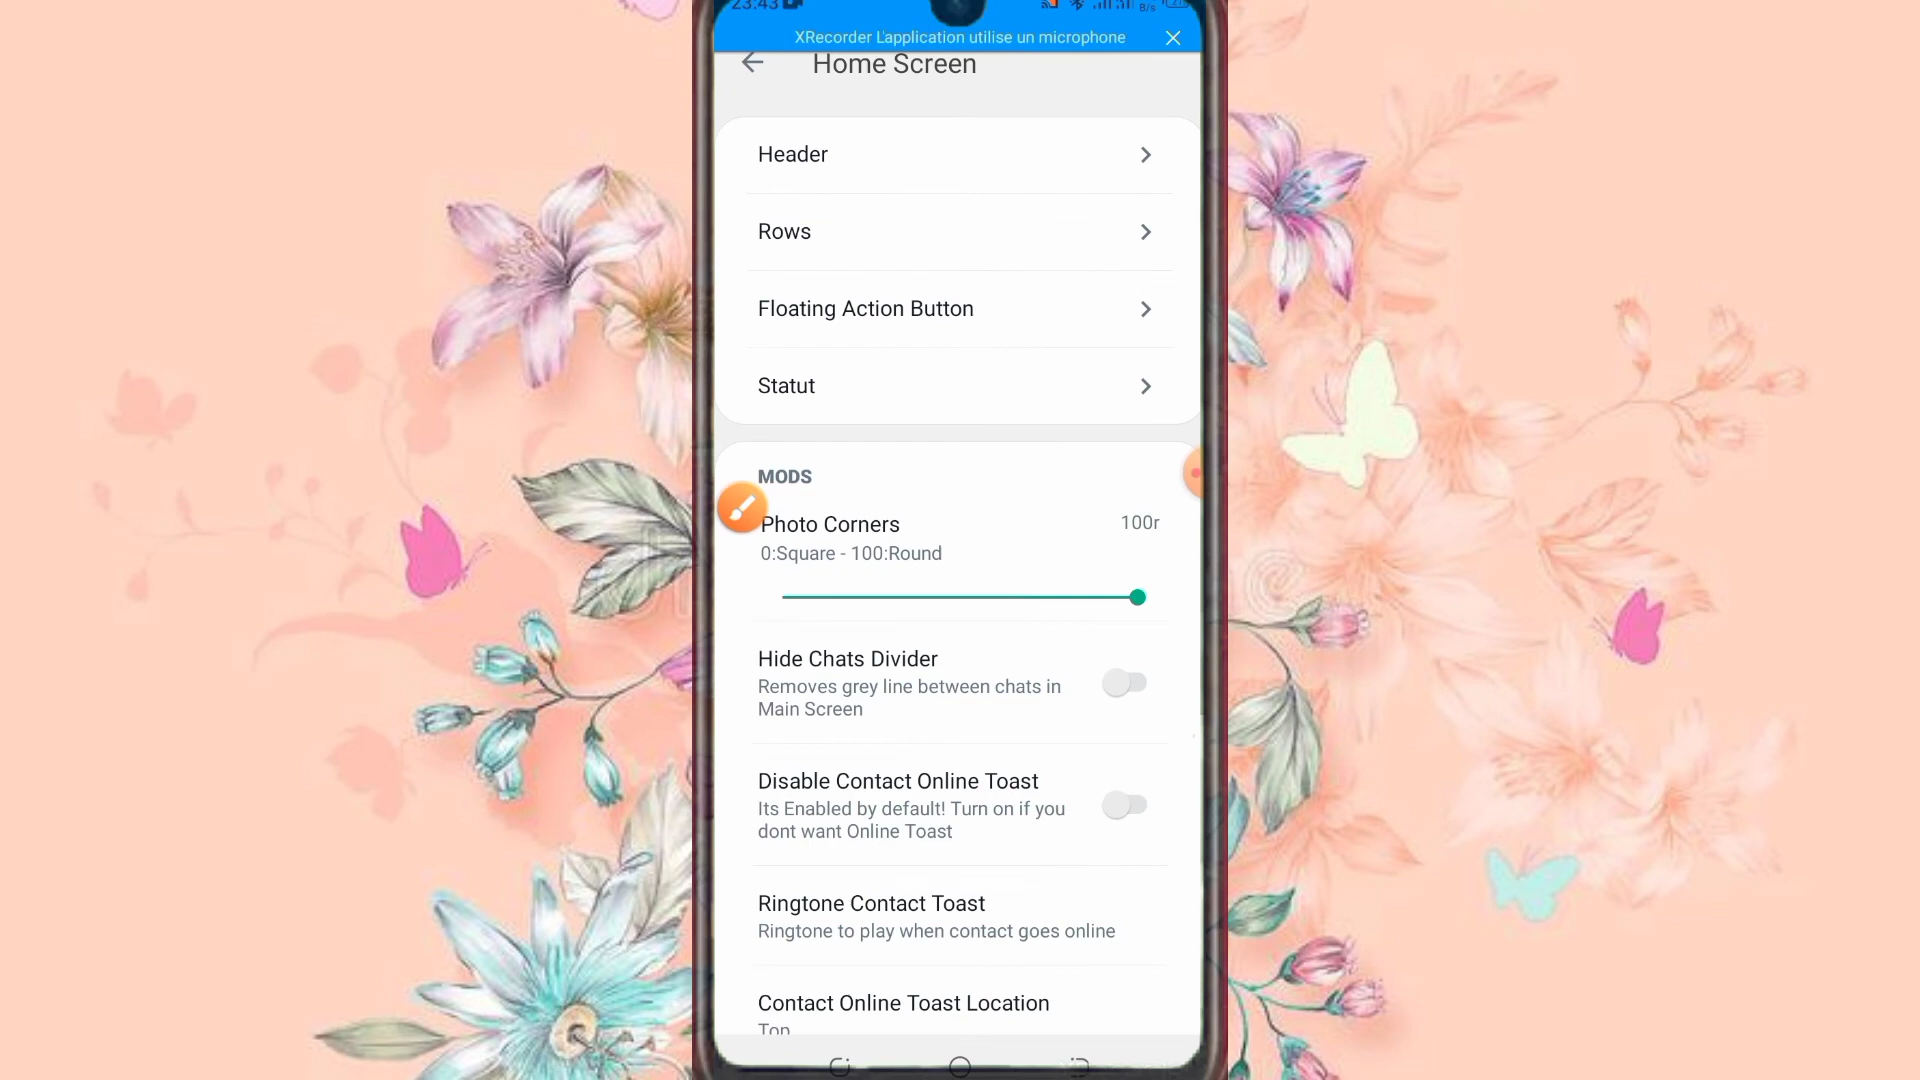 23:43
B/s
XRecorder L'application utilise un microphone
Home Screen
Header
Rows
Floating Action Button
Statut
MODS
Photo Corners
100r
0:Square - 100:Round
Hide Chats Divider
Removes grey line between chats in
Main Screen
Disable Contact Online Toast
Its Enabled by default! Turn on if you
dont want Online Toast
Ringtone Contact Toast
Ringtone to play when contact goes online
Contact Online Toast Location
Top